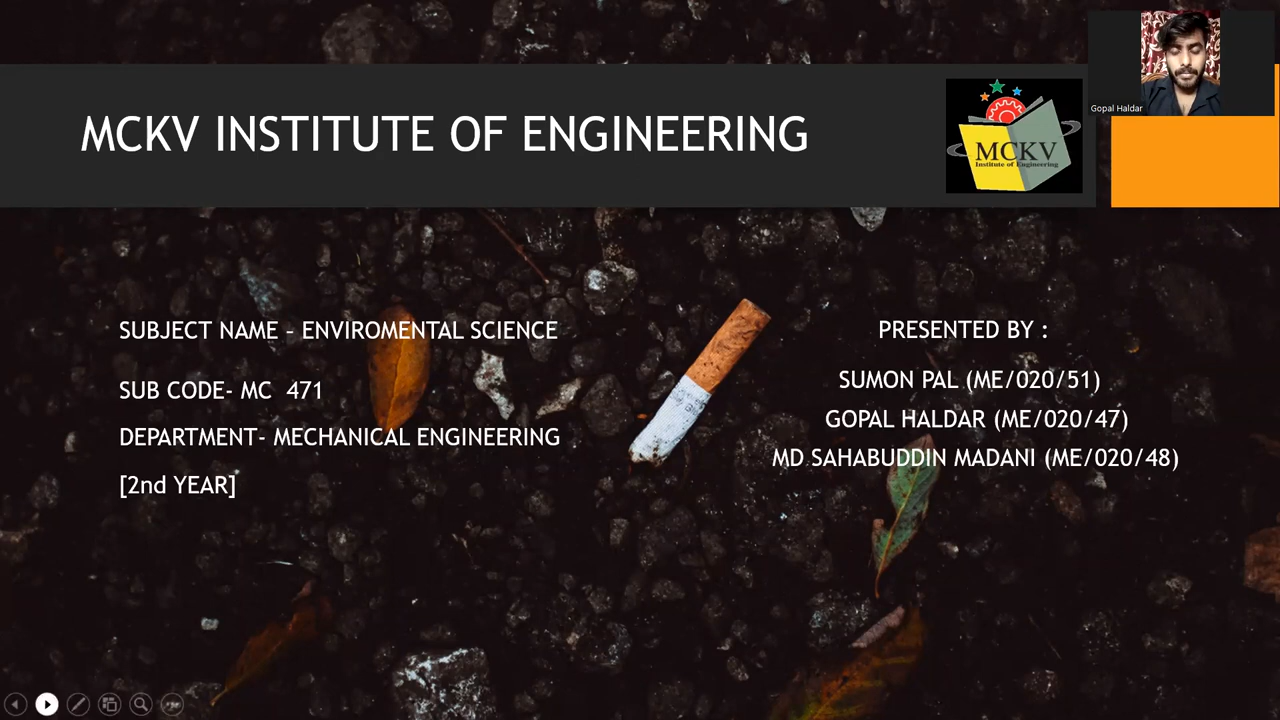 MCKV INSTITUTE OF ENGINEERING
MCKV
Institute of Engineering
Gopal Haldar
SUBJECT NAME – ENVIROMENTAL SCIENCE
SUB CODE- MC  471
DEPARTMENT- MECHANICAL ENGINEERING
[2nd YEAR]
PRESENTED BY :
SUMON PAL (ME/020/51)
GOPAL HALDAR (ME/020/47)
MD SAHABUDDIN MADANI (ME/020/48)